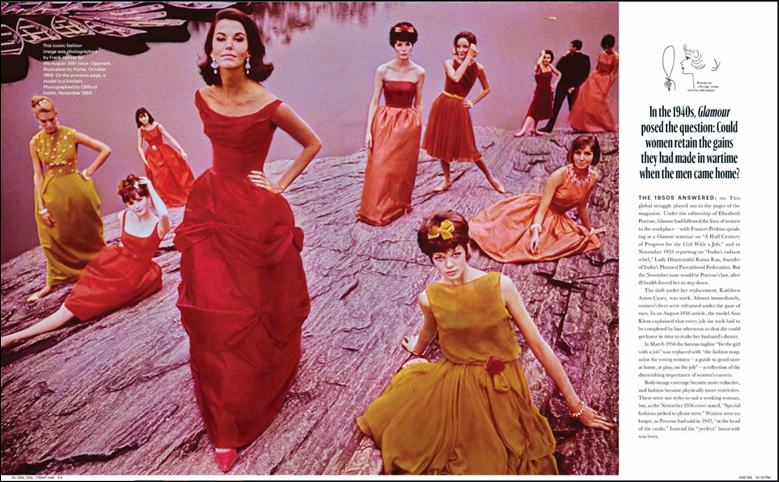 This iconic fashion
image was photographed
by Frank
the August 1961 issue. Opposite,
illustration by Porter, October
1959. On the previous page, a
model in a kitchen,
Photographed by Clifford
Coffin, November 1950.
In the 1940s, Glamour
posed the question: Could
women retain the gains
they had made in wartime
when the men came home?
THE 1950S ANSWERED: no. This
global struggle played out in the pages of the
magazine. Under the editorship of Elizabeth
Penrose, Glamour had followed the lives of women
in the workplace—with Frances Perkins speak-
ing at a Glamour seminar on "A Half Century
of Progress for the Girl With a Job," and in
November 1953 reporting on "India's radiant
rebel," Lady Dhanvanthi Rama Rau, founder
of India's Planned Parenthood Federation. But
the November issue would be Penrose's last, after
ill health forced her to step down.
The shift under her replacement, Kathleen
Aston Casey, was stark. Almost immediately,
women's lives were reframed under the gaze of
men. In an August 1956 article, the model Ann
Klem explained that every job she took had to
be completed by late afternoon so that she could
get home in time to make her husband's dinner.
In March 1956 the famous tagline "for the girl
with a job" was replaced with "the fashion mag-
azine for young women—a guide to good taste
at home, at play, on the job"—a reflection of the
diminishing importance of women's careers.
Body-image coverage became more reductive,
and fashion became physically more restrictive.
These were not styles to suit a working woman,
but, as the November 1956 cover stated, "Special
fashions picked to please men." Women were no
longer, as Penrose had said in 1942, "at the head
of the ranks." Instead the "perfect" housewife
was born.